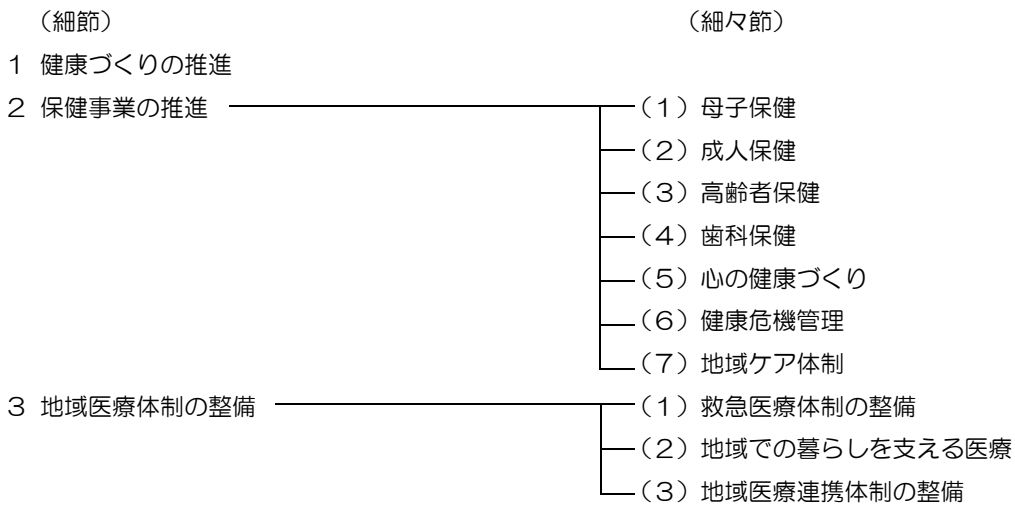 （細節） （細々節）
１ 健康づくりの推進
２ 保健事業の推進 （１）母子保健
（２）成人保健
（３）高齢者保健
（４）歯科保健
（５）心の健康づくり
（６）健康危機管理
（７）地域ケア体制
３ 地域医療体制の整備 （１）救急医療体制の整備
（２）地域での暮らしを支える医療
（３）地域医療連携体制の整備